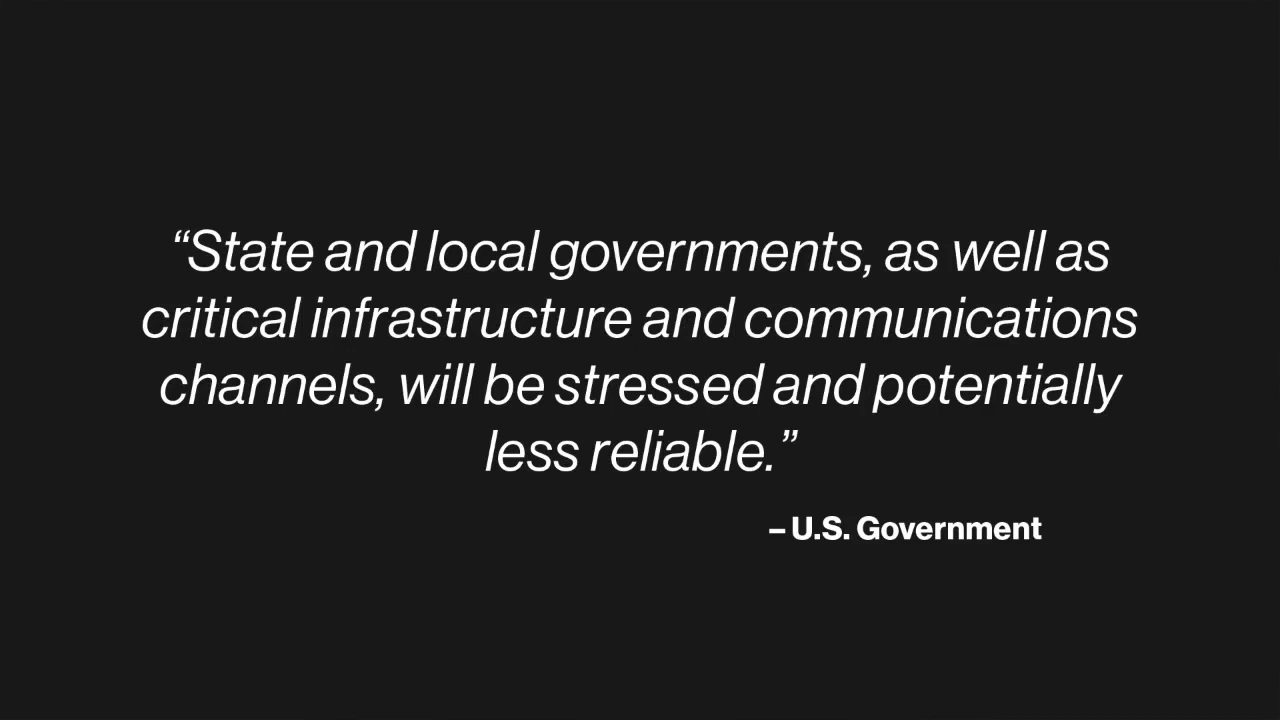 “State and local governments, as well as
critical infrastructure and communications
channels, will be stressed and potentially
less reliable.”
– U.S. Government